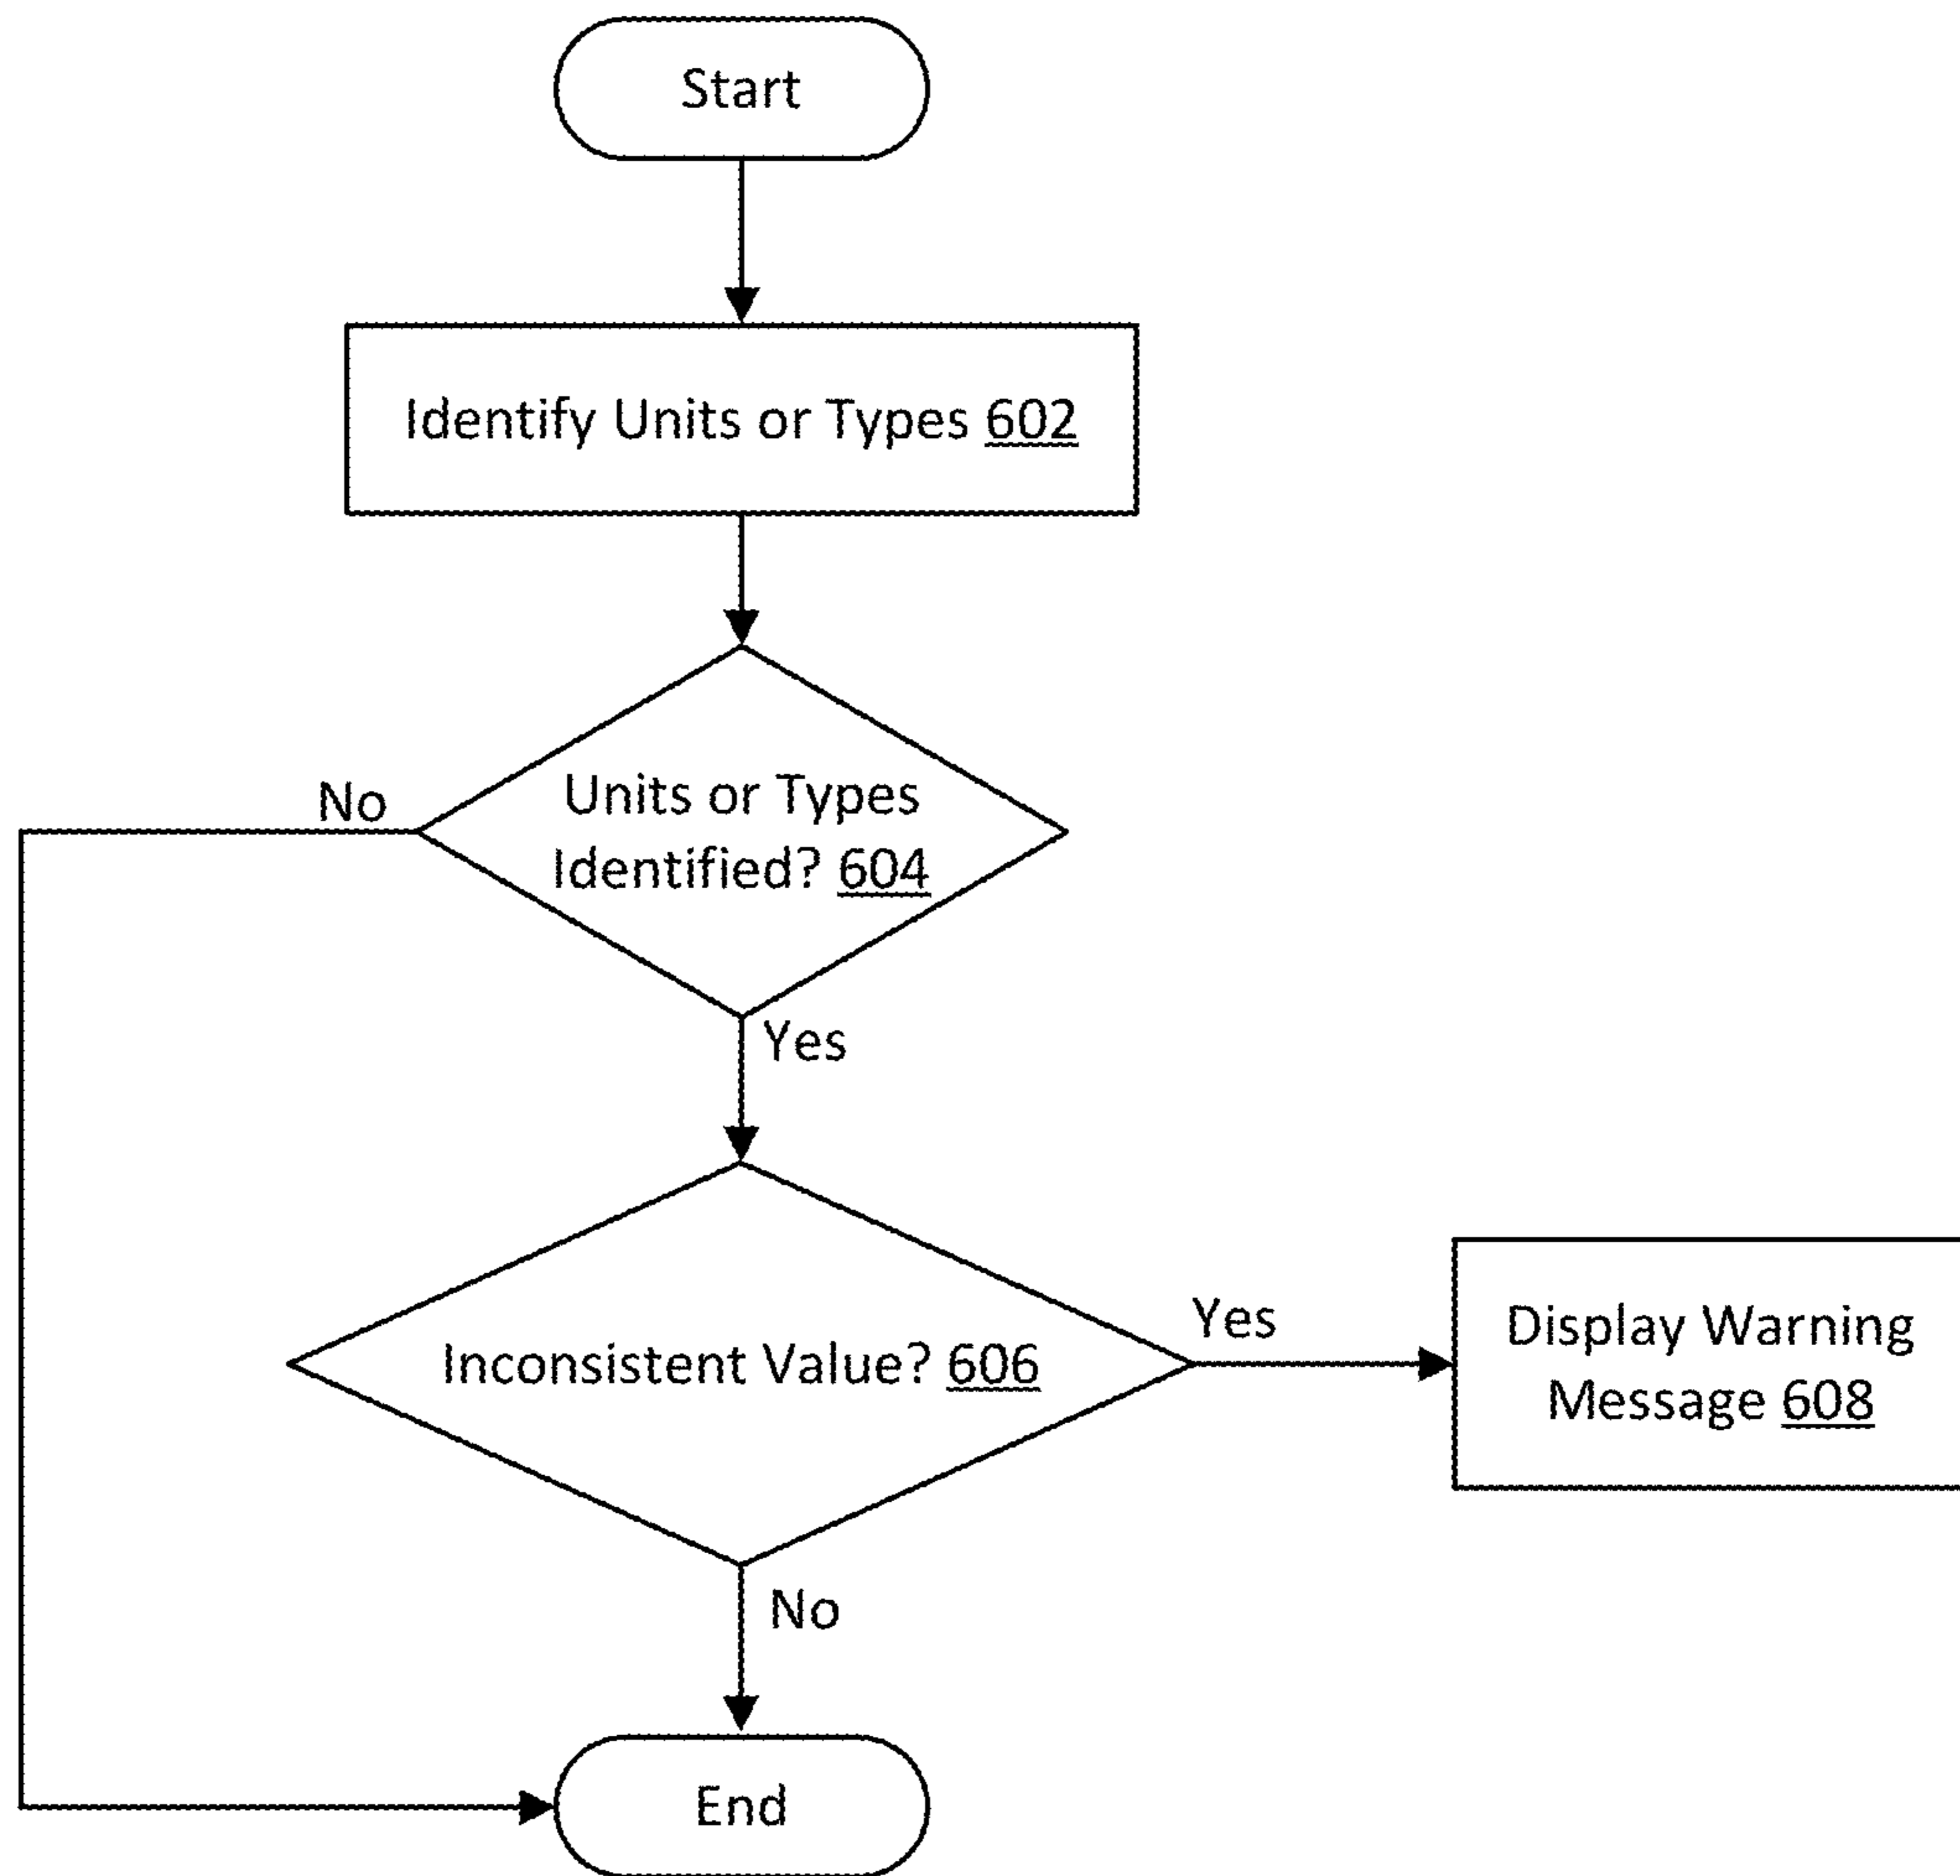 Start
Identify Units or Types 602
No
Units or Types
Identified? 604
Yes
Inconsistent Value? 606
Yes
Display Warning
Message 608
No
End